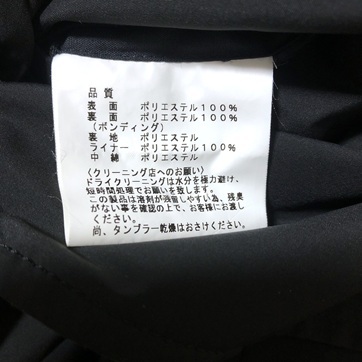 品質
表面　ポリエステル１００％
裏面　ポリエステル１００％
（ボンディング）
裏地　ポリエステル
ライナー　ポリエステル１００％
中綿　ポリエステル
〈クリーニング店へのお願い〉
ドライクリーニングは水分を極力避け、
短時間処理でお願いを致します。
この製品は溶剤が残留しやすい為、残臭
がない事を確認の上で、お客様にお渡し
ください。
尚、タンブラー乾燥はおさけください。